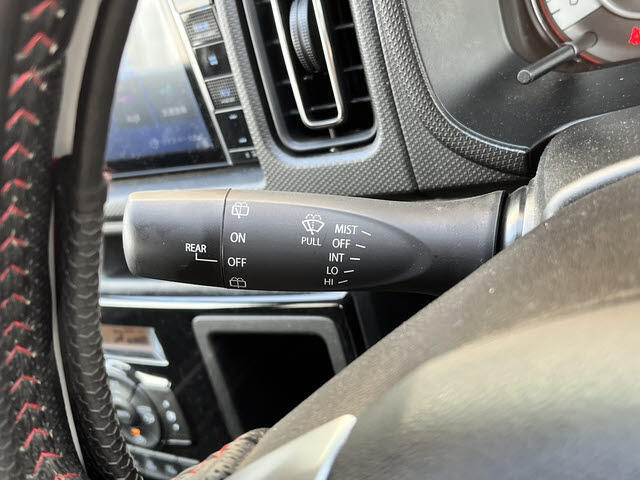 REAR
ON
OFF
PULL
MIST
OFF
INT
LO
HI